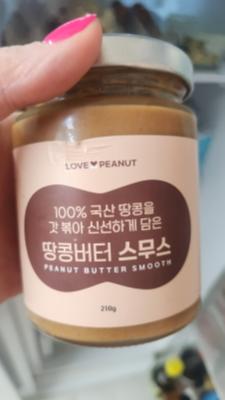 LOVE♥PEANUT
100% 국산 땅콩을
갓 볶아 신선하게 담은
땅콩버터 스무스
PEANUT BUTTER SMOOTH
210g